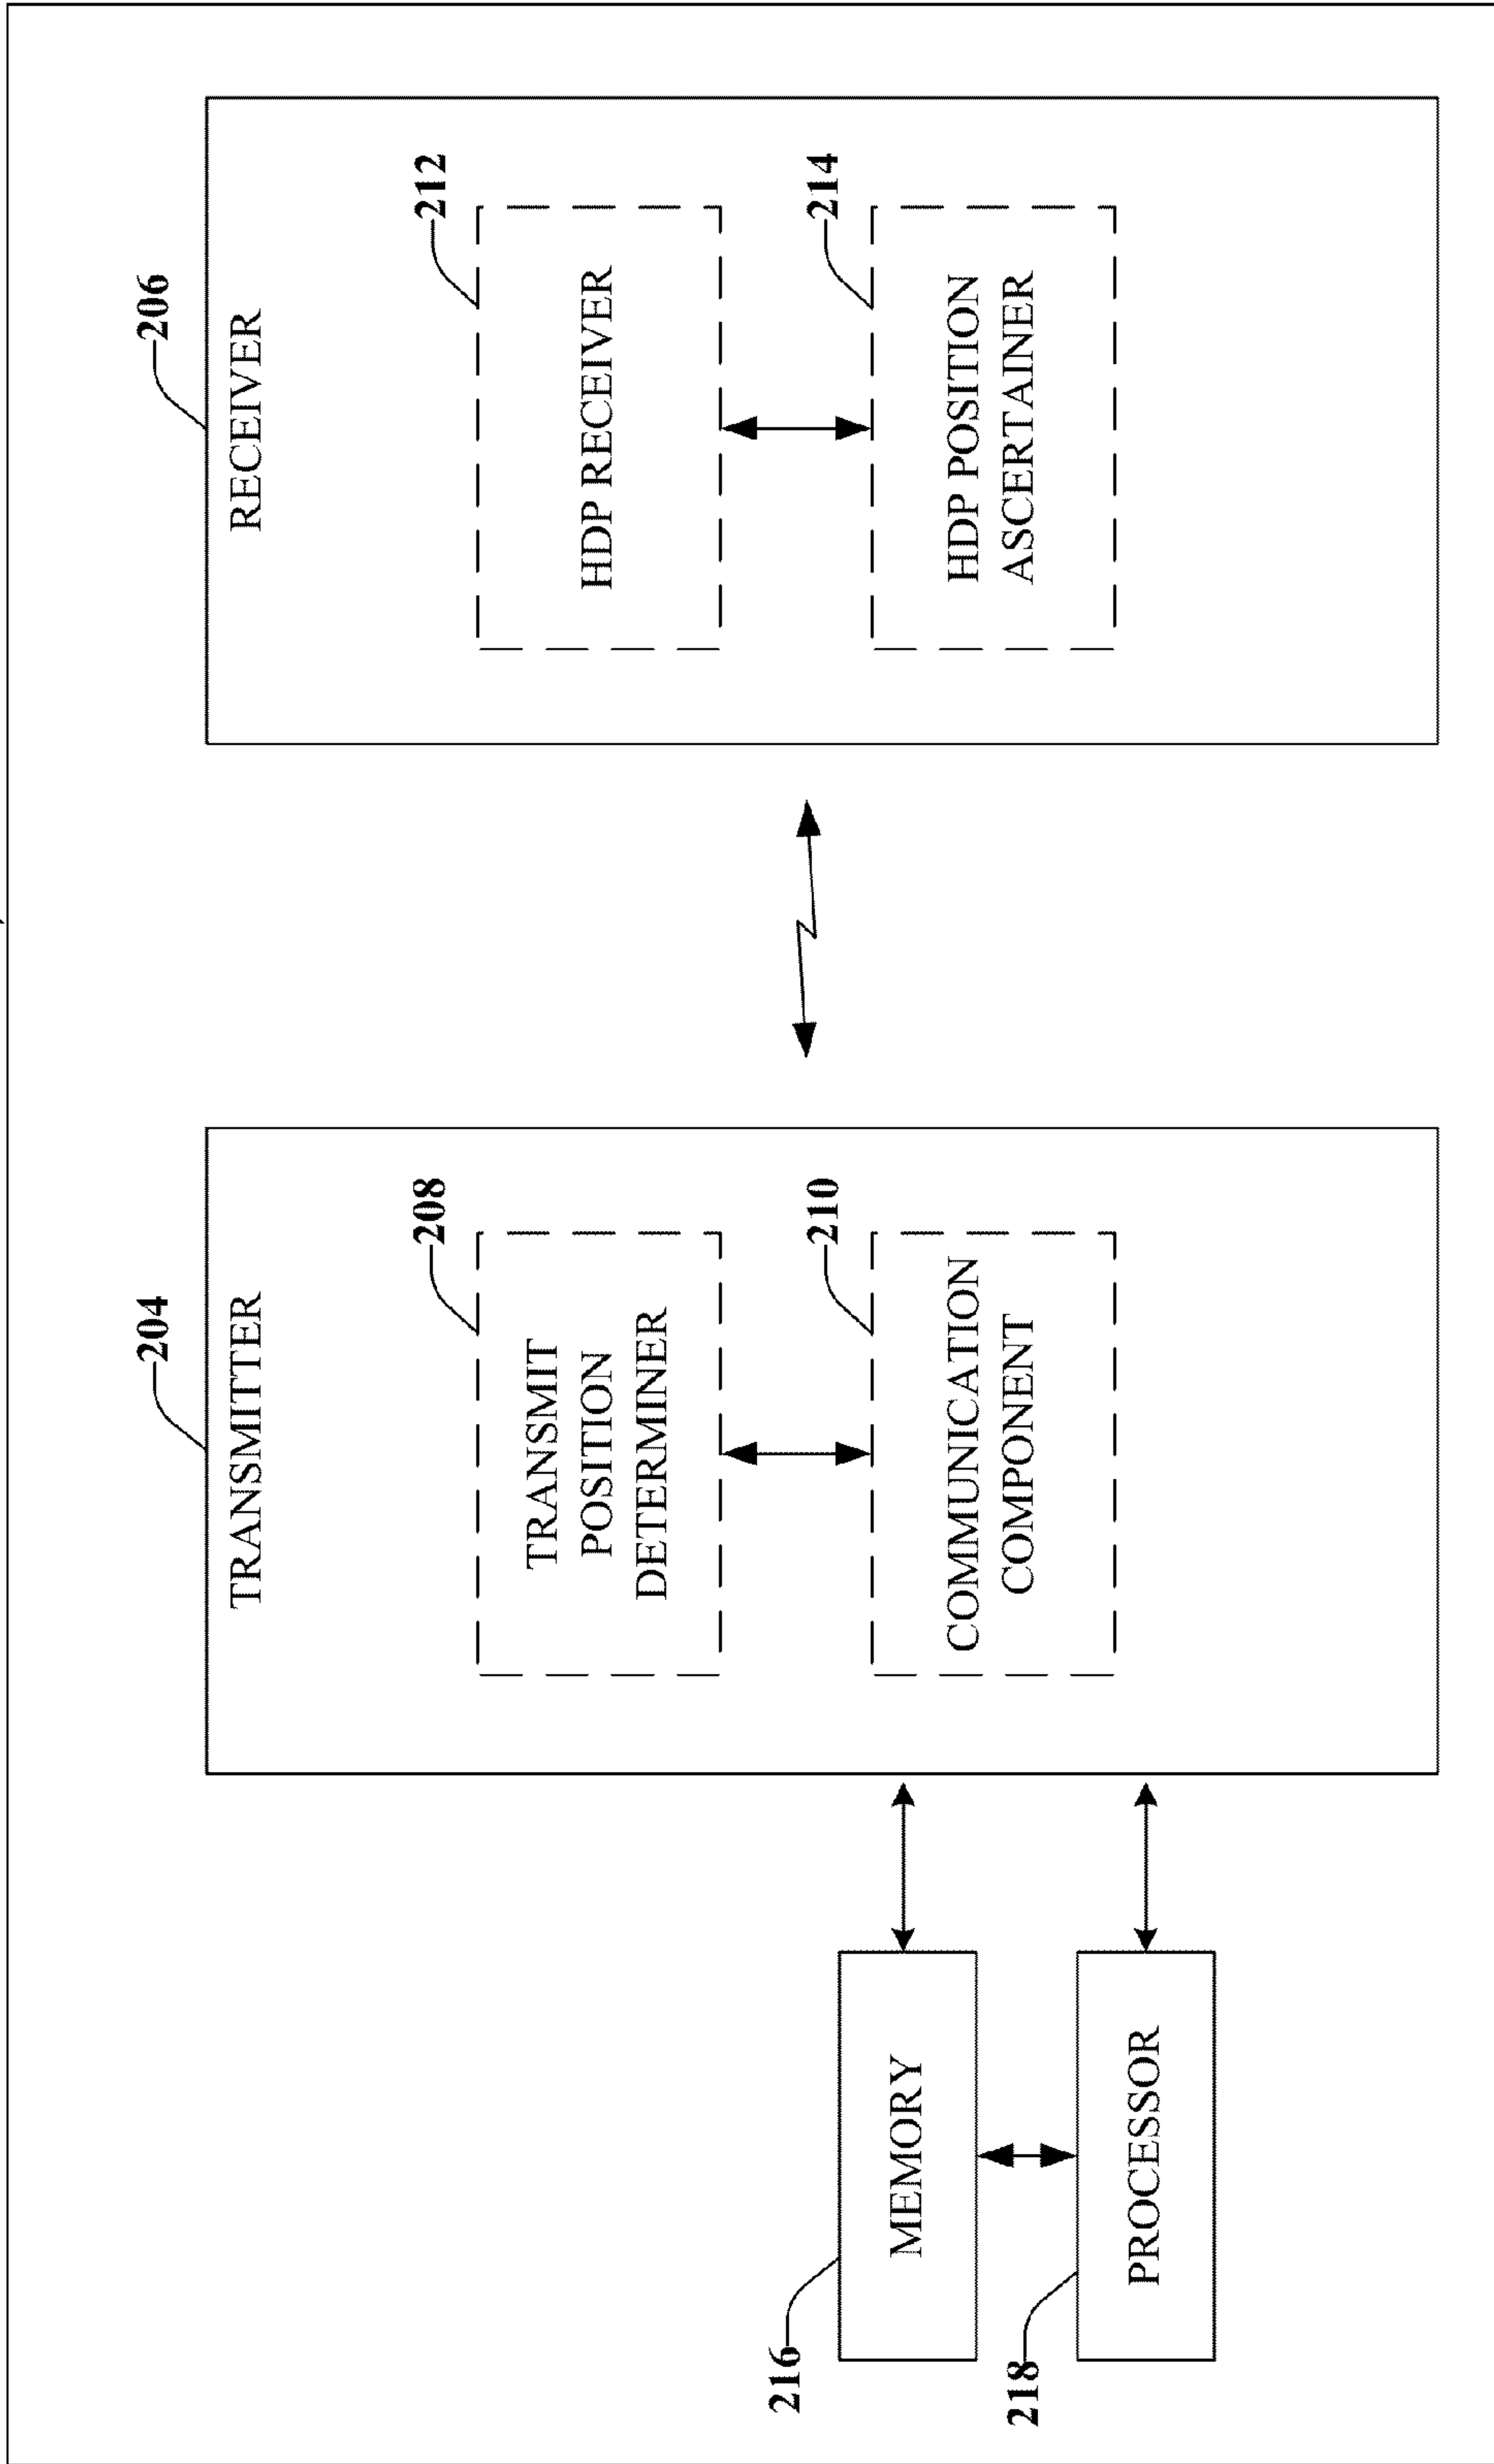 204
TRANSMITTER
208
TRANSMIT
POSITION
DETERMINER
210
COMMUNICATION
COMPONENT
206
RECEIVER
212
HDP RECEIVER
214
HDP POSITION
ASCERTAINER
216
MEMORY
218
PROCESSOR